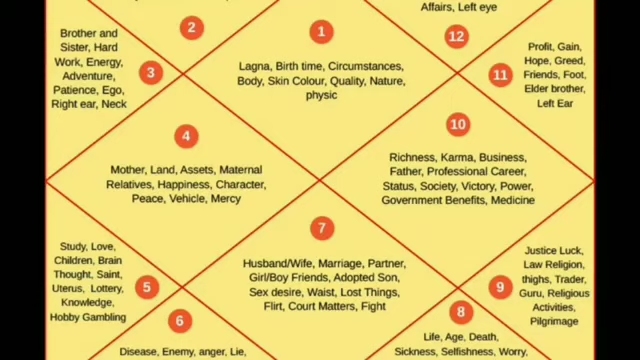 Affairs, Left eye
2
1
12
Brother and
Sister, Hard
Work, Energy,
Adventure,
Patience, Ego,
Right ear, Neck
3
Lagna, Birth time, Circumstances,
Body, Skin Colour, Quality, Nature,
physic
11
Profit, Gain,
Hope, Greed,
Friends, Foot,
Elder brother,
Left Ear
4
Mother, Land, Assets, Maternal
Relatives, Happiness, Character,
Peace, Vehicle, Mercy
10
Richness, Karma, Business,
Father, Professional Career,
Status, Society, Victory, Power,
Government Benefits, Medicine
7
Husband/Wife, Marriage, Partner,
Girl/Boy Friends, Adopted Son,
Sex desire, Waist, Lost Things,
Flirt, Court Matters, Fight
Study, Love,
Children, Brain
Thought, Saint,
Uterus, Lottery,
Knowledge,
Hobby Gambling
5
9
Justice Luck,
Law Religion,
thighs, Trader,
Guru, Religious
Activities,
Pilgrimage
6
Disease, Enemy, anger, Lie,
8
Life, Age, Death,
Sickness, Selfishness, Worry,